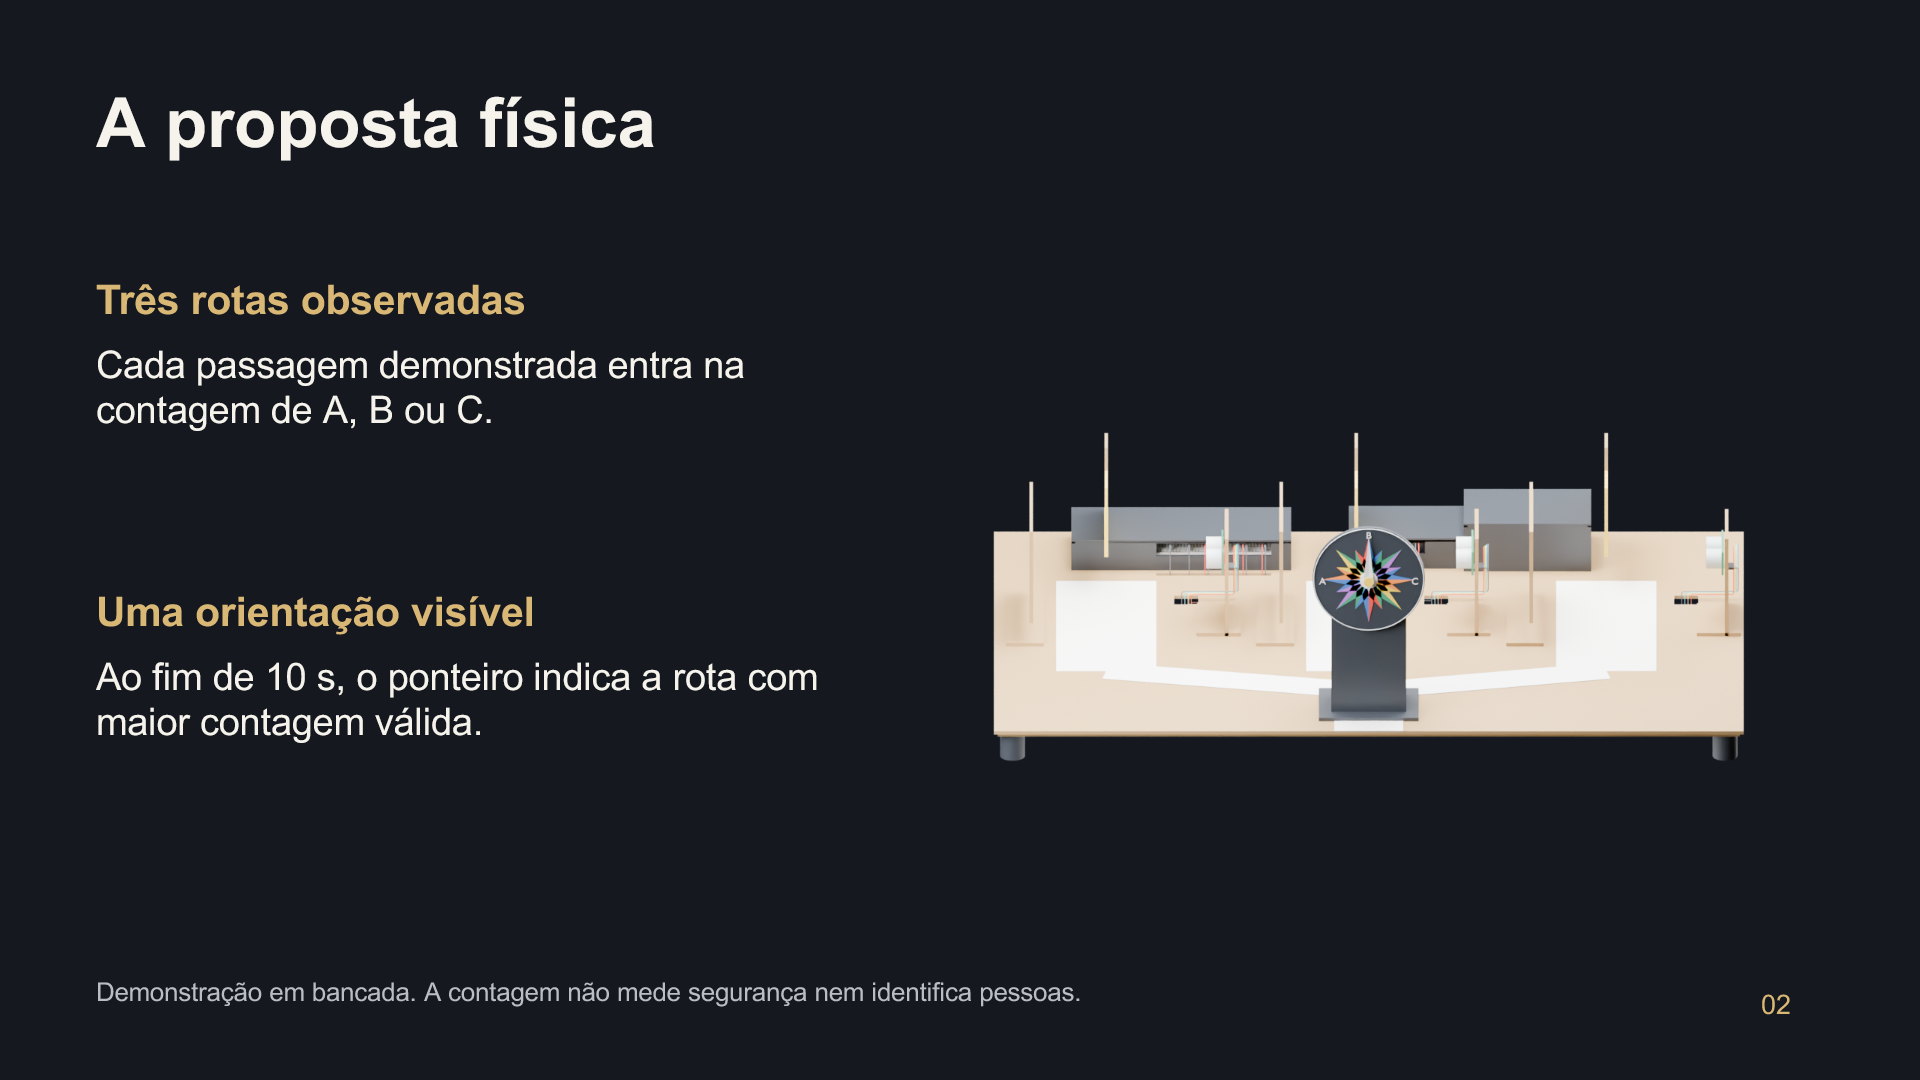 A proposta física
Três rotas observadas
Cada passagem demonstrada entra na
contagem de A, B ou C.
Uma orientação visível
Ao fim de 10 s, o ponteiro indica a rota com
maior contagem válida.
B
A
C
Demonstração em bancada. A contagem não mede segurança nem identifica pessoas.
02